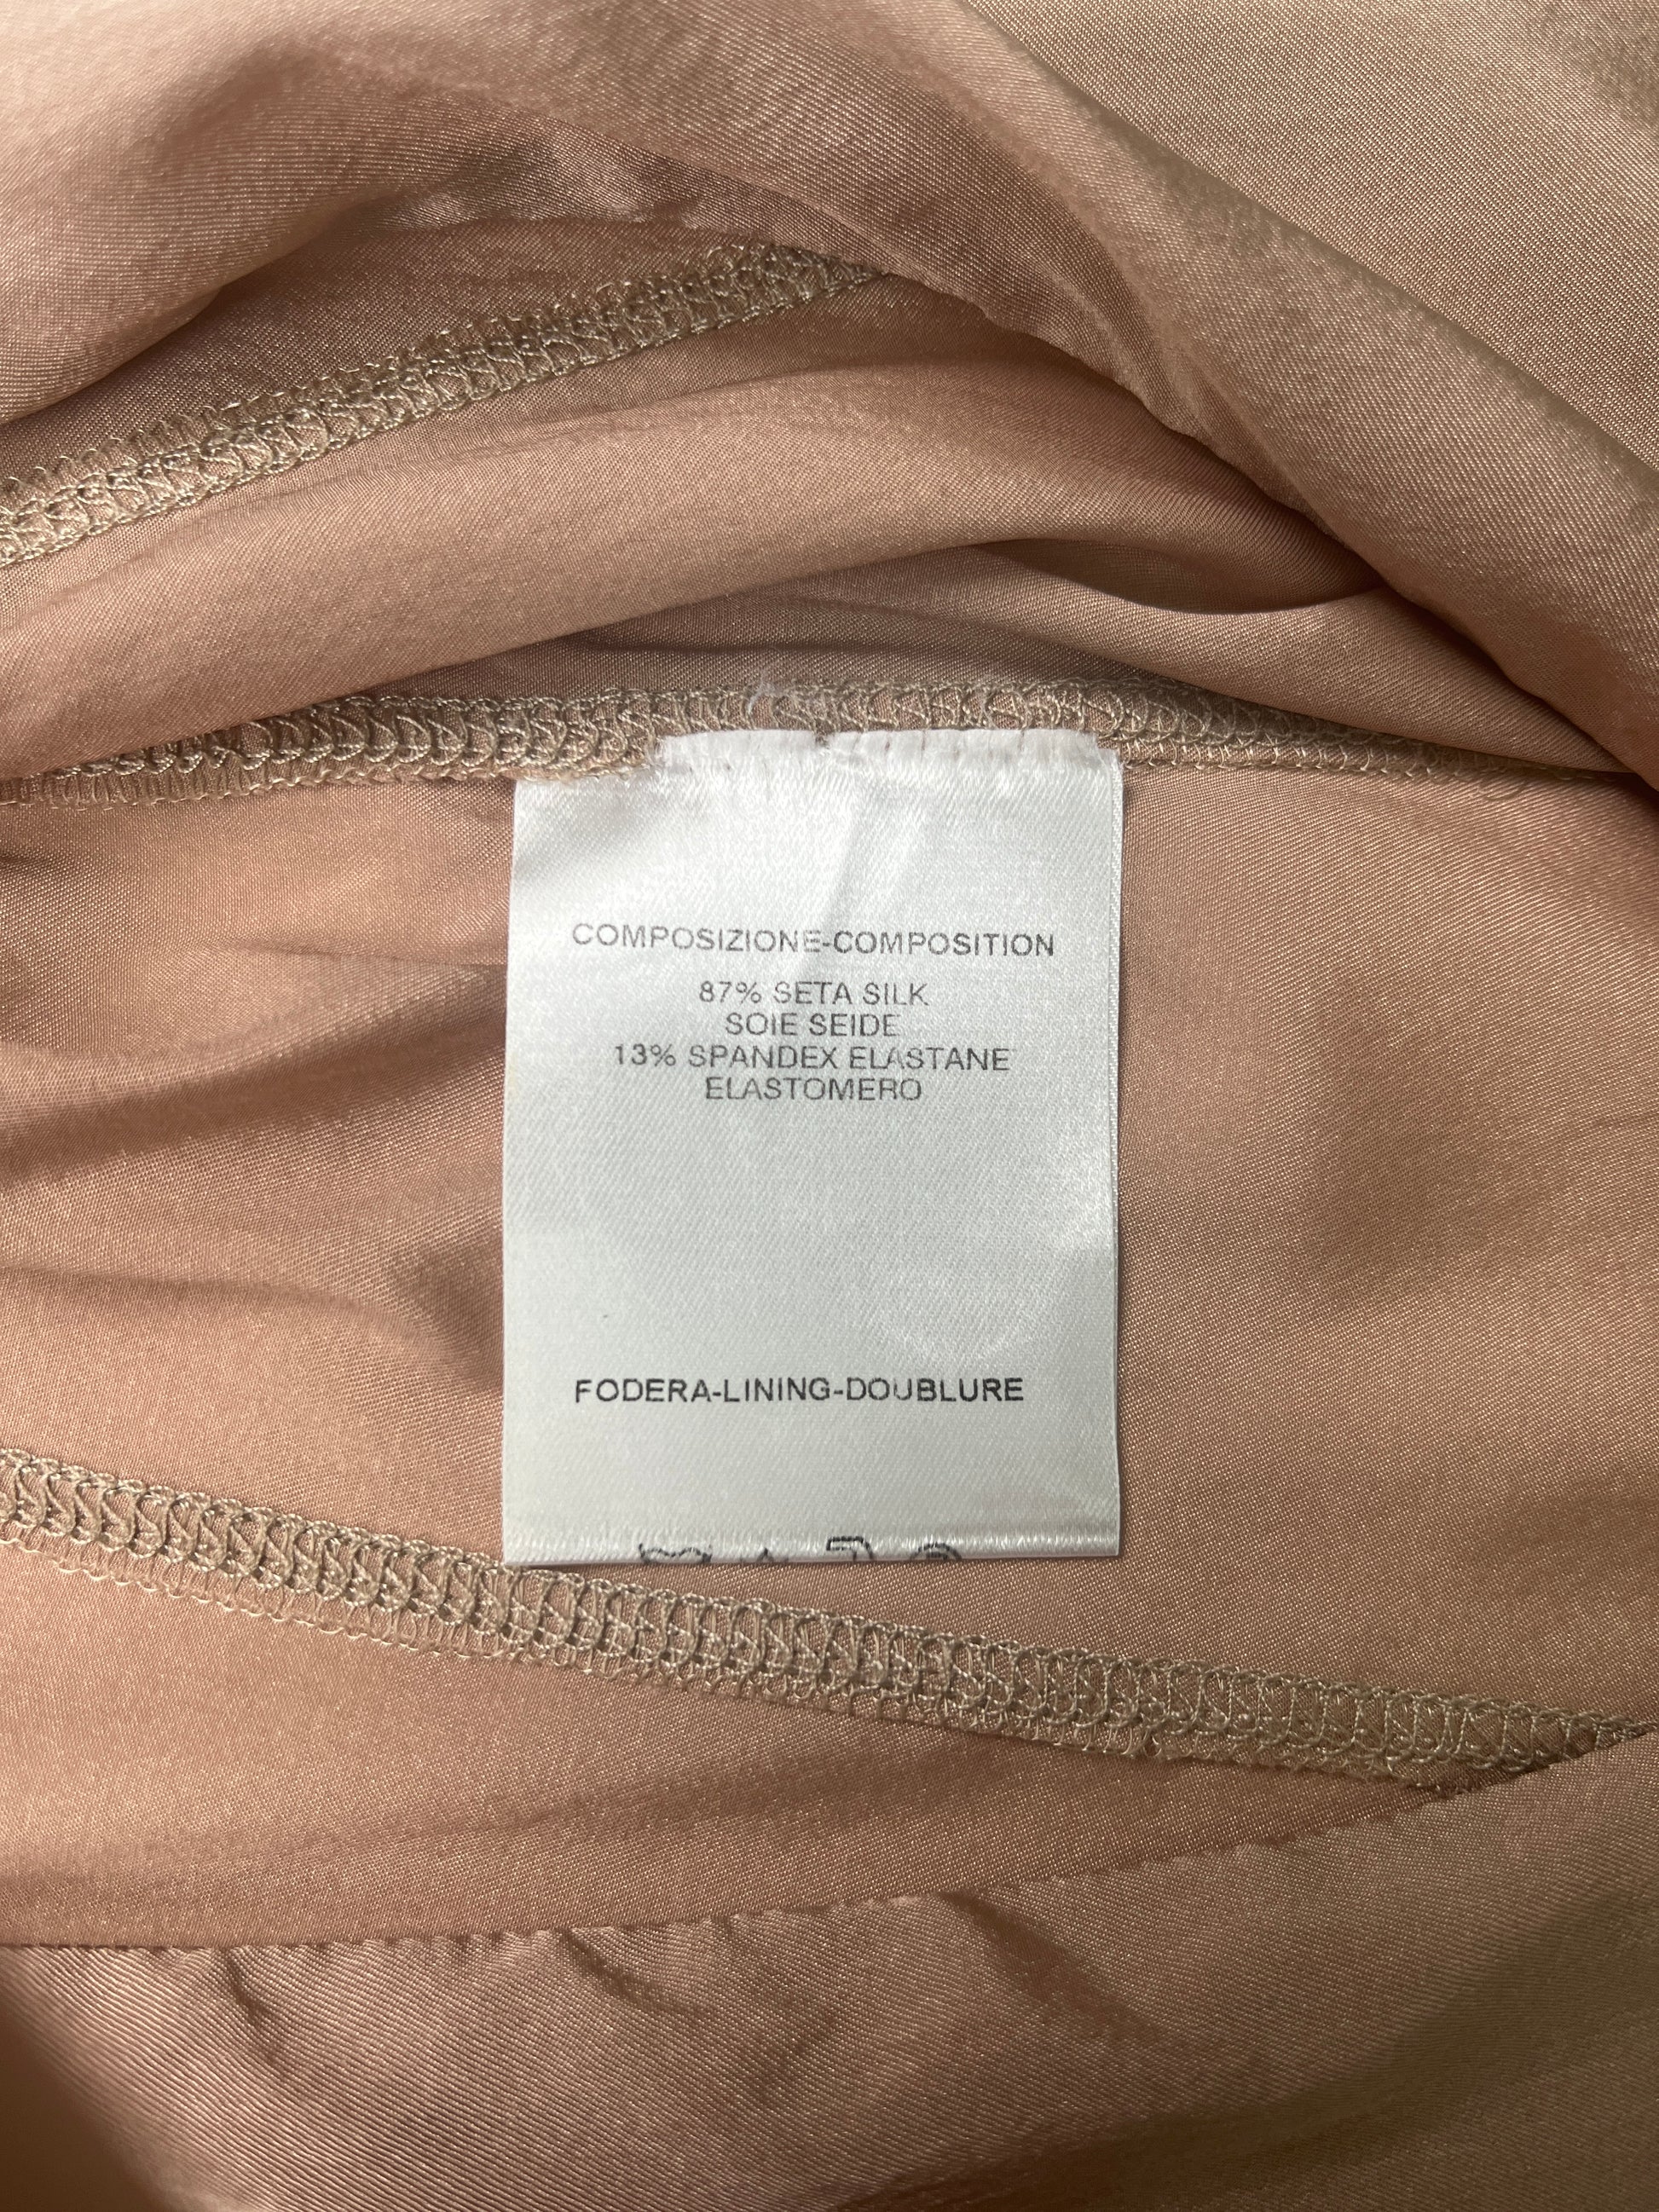 COMPOSIZIONE-COMPOSITION
87% SETA SILK
SOIE SEIDE
13% SPANDEX ELASTANE
ELASTOMERO
FODERA-LINING-DOUBLURE